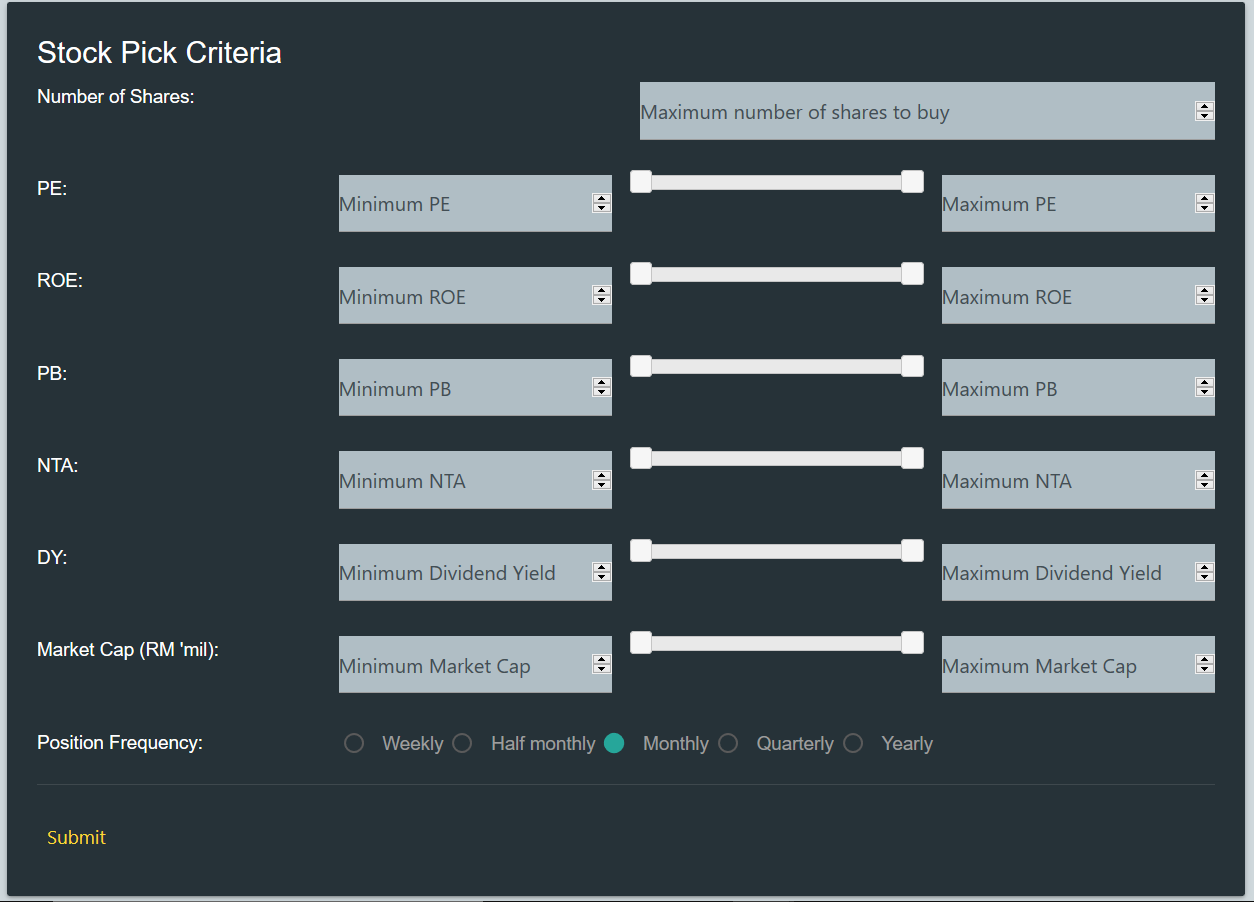 Stock Pick Criteria
Number of Shares: Maximum number of shares to buy
PE: Minimum PE Maximum PE
ROE: Minimum ROE Maximum ROE
PB: Minimum PB Maximum PB
NTA: Minimum NTA Maximum NTA
DY: Minimum Dividend Yield Maximum Dividend Yield
Market Cap (RM 'mil): Minimum Market Cap Maximum Market Cap
Position Frequency: Weekly Half monthly Monthly Quarterly Yearly
Submit